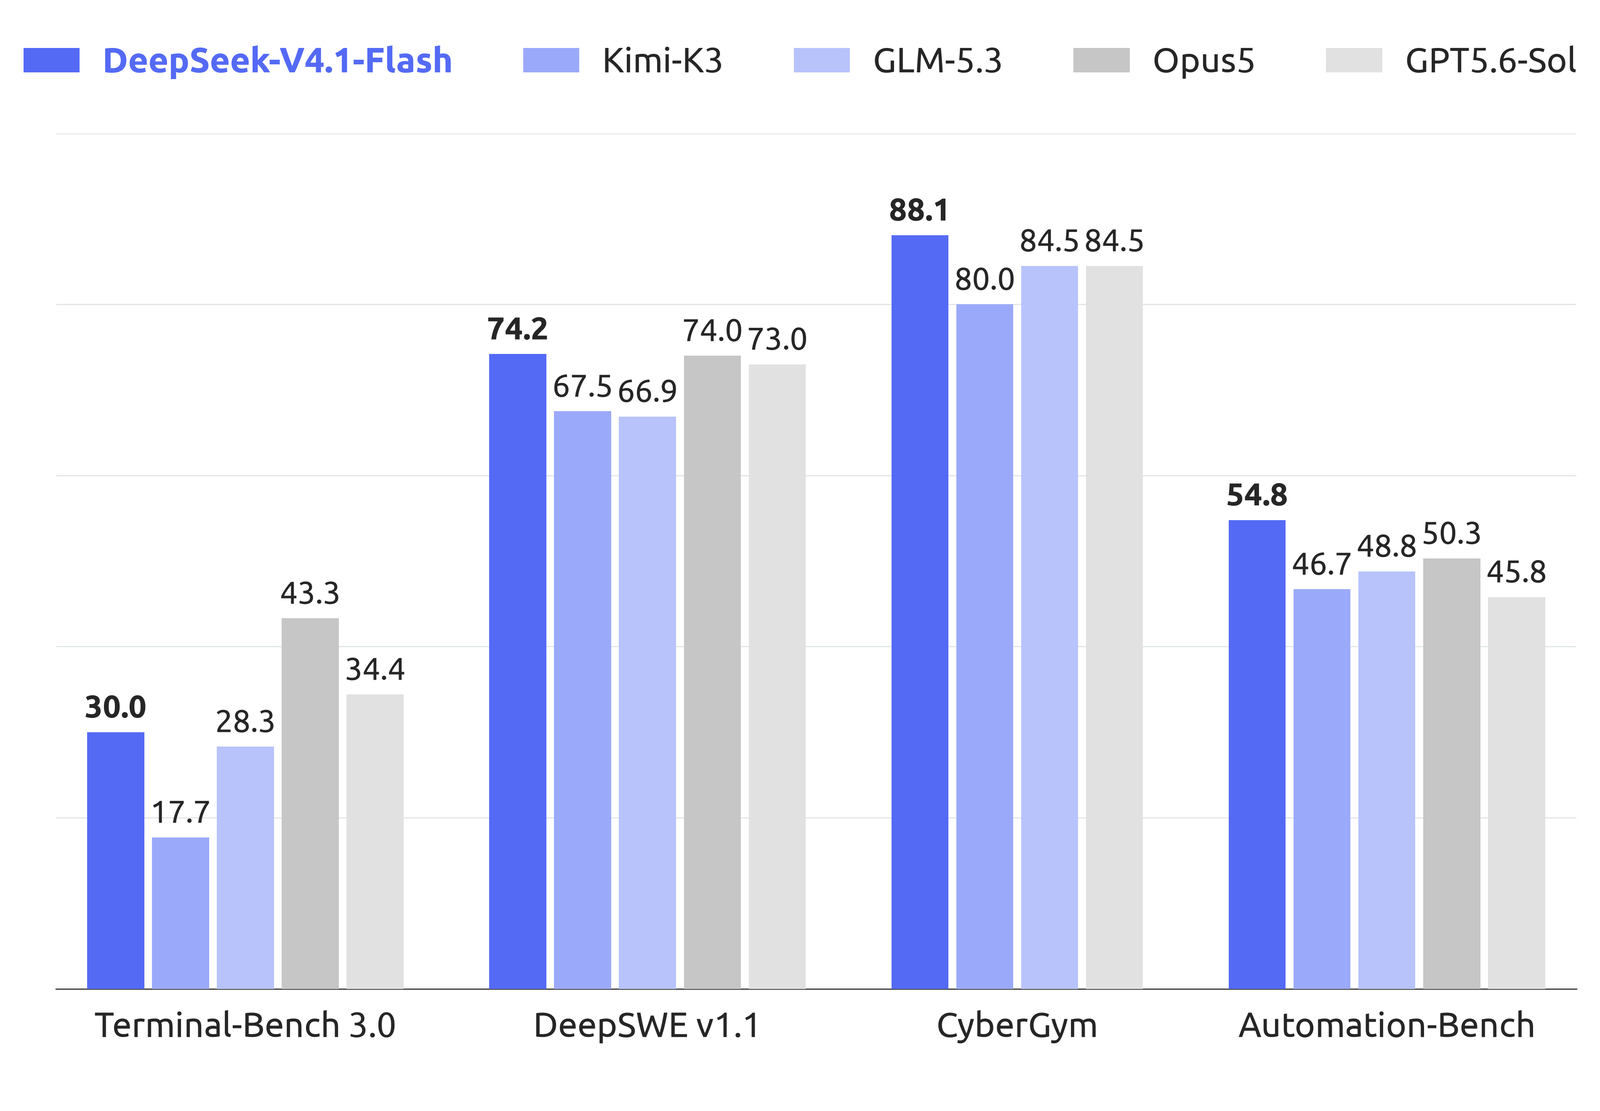 DeepSeek-V4.1-Flash Kimi-K3 GLM-5.3 Opus5 GPT5.6-Sol
30.0 17.7 28.3 43.3 34.4
74.2 67.5 66.9 74.0 73.0
88.1 80.0 84.5 84.5
54.8 46.7 48.8 50.3 45.8
Terminal-Bench 3.0 DeepSWE v1.1 CyberGym Automation-Bench